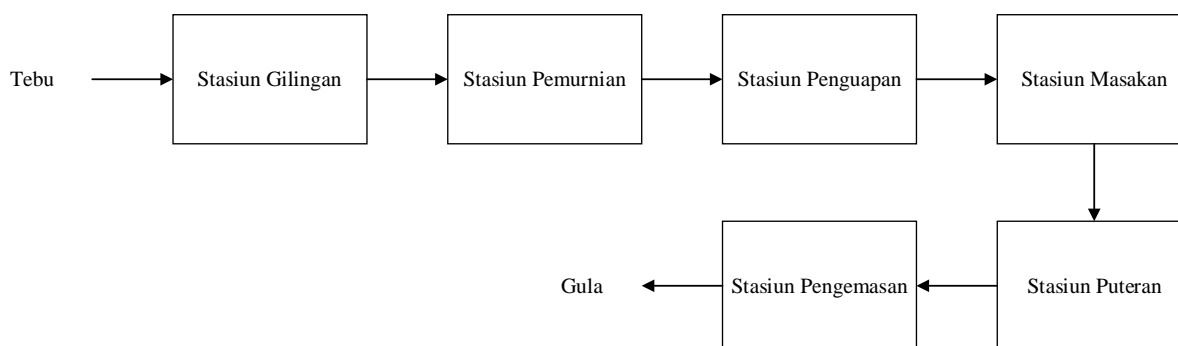 Tebu
Stasiun Gilingan
Stasiun Pemurnian
Stasiun Penguapan
Stasiun Masakan
Stasiun Puteran
Stasiun Pengemasan
Gula